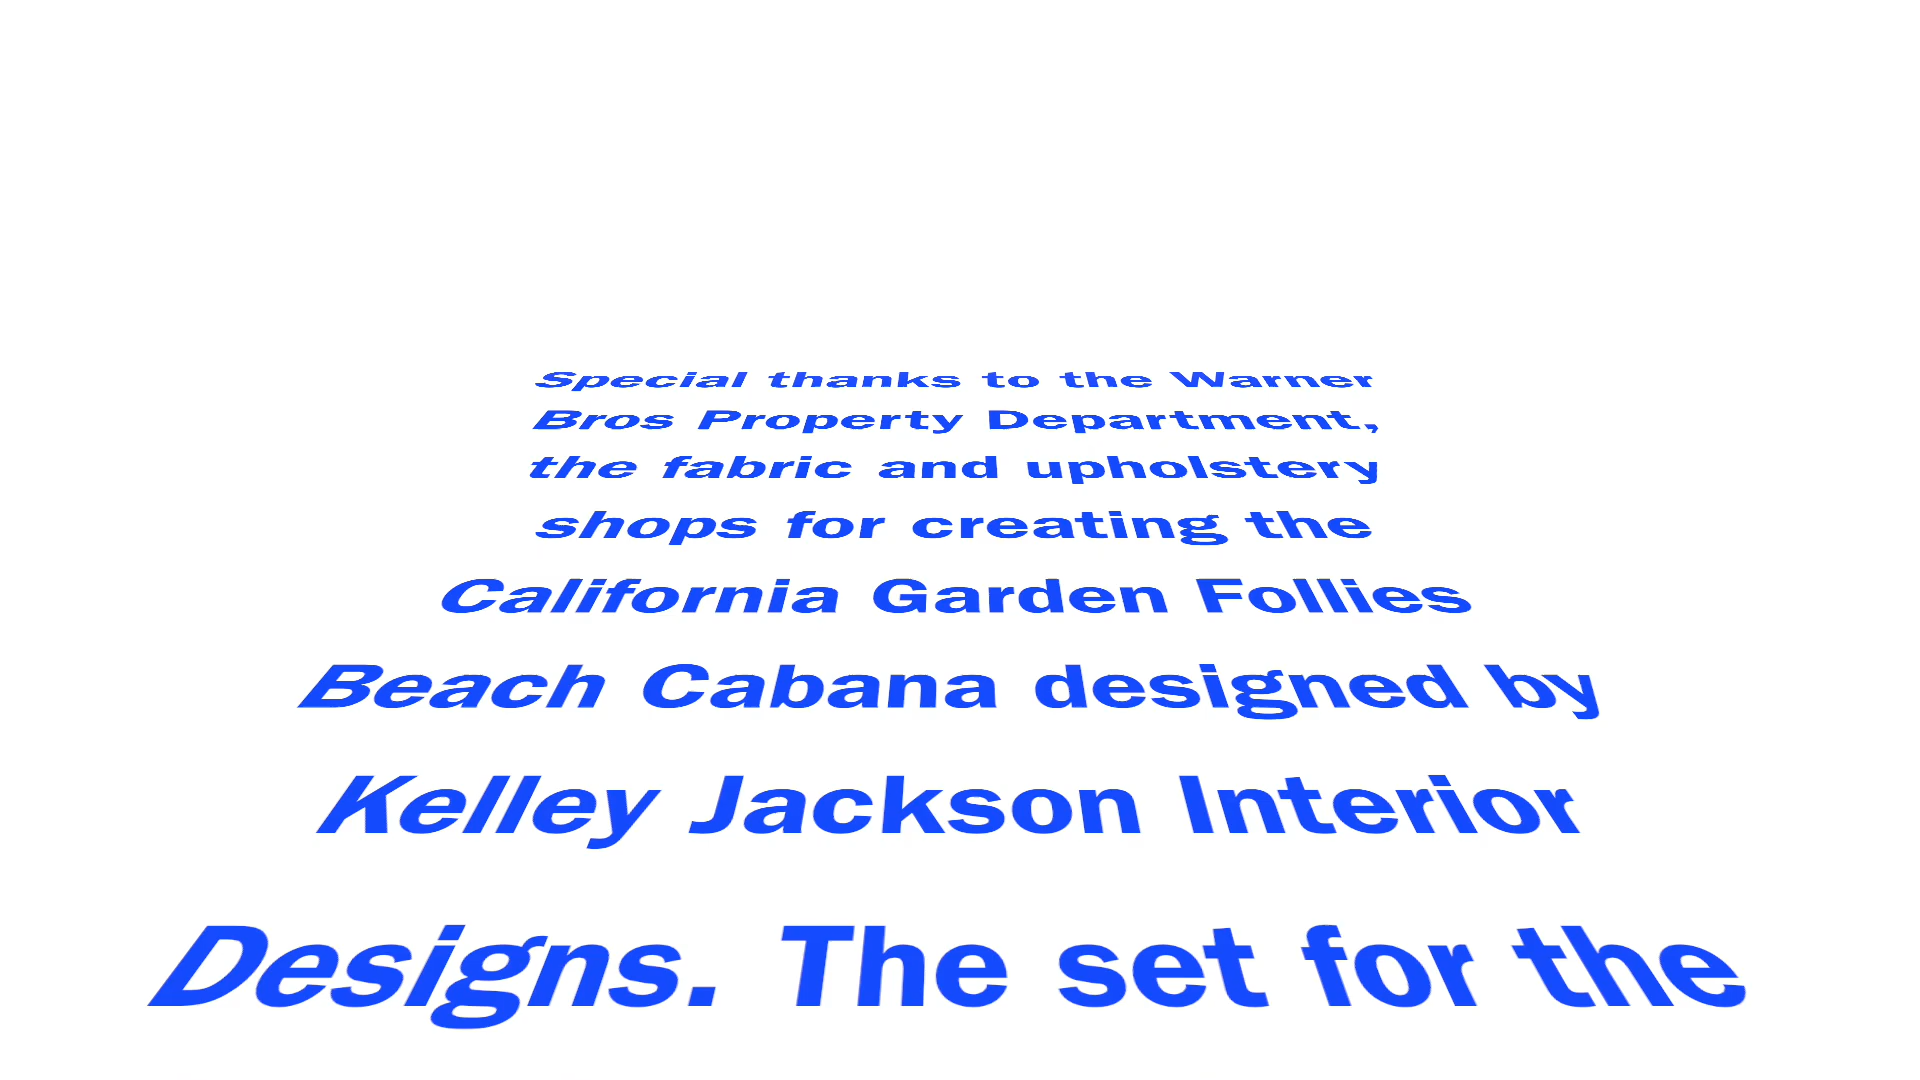 Special thanks to the Warner
Bros Property Department,
the fabric and upholstery
shops for creating the
California Garden Follies
Beach Cabana designed by
Kelley Jackson Interior
Designs. The set for the